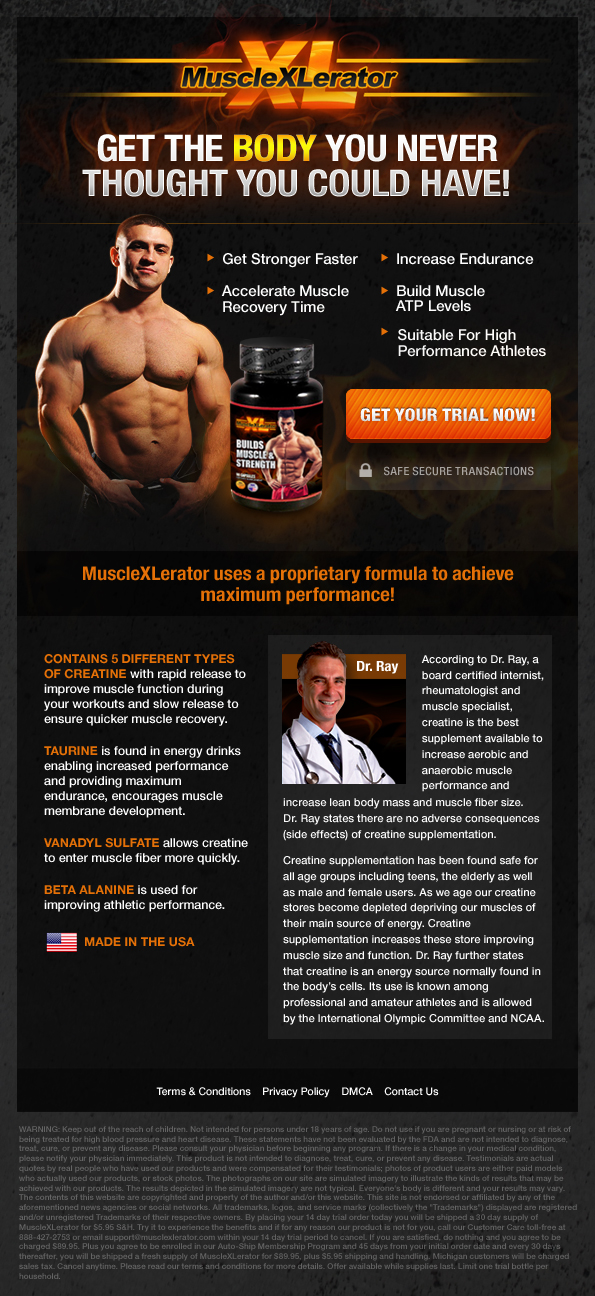 MuscleXLerator
XL
GET THE BODY YOU NEVER
THOUGHT YOU COULD HAVE!
Get Stronger Faster
Accelerate Muscle
Recovery Time
Increase Endurance
Build Muscle
ATP Levels
Suitable For High
Performance Athletes
XL
BUILDS
MUSCLE &
STRENGTH
GET YOUR TRIAL NOW!
SAFE SECURE TRANSACTIONS
MuscleXLerator uses a proprietary formula to achieve
maximum performance!
CONTAINS 5 DIFFERENT TYPES
OF CREATINE with rapid release to
improve muscle function during
your workouts and slow release to
ensure quicker muscle recovery.
TAURINE is found in energy drinks
enabling increased performance
and providing maximum
endurance, encourages muscle
membrane development.
VANADYL SULFATE allows creatine
to enter muscle fiber more quickly.
BETA ALANINE is used for
improving athletic performance.
MADE IN THE USA
Dr. Ray
According to Dr. Ray, a
board certified internist,
rheumatologist and
muscle specialist,
creatine is the best
supplement available to
increase aerobic and
anaerobic muscle
performance and
increase lean body mass and muscle fiber size.
Dr. Ray states there are no adverse consequences
(side effects) of creatine supplementation.
Creatine supplementation has been found safe for
all age groups including teens, the elderly as well
as male and female users. As we age our creatine
stores become depleted depriving our muscles of
their main source of energy. Creatine
supplementation increases these store improving
muscle size and function. Dr. Ray further states
that creatine is an energy source normally found in
the body's cells. Its use is known among
professional and amateur athletes and is allowed
by the International Olympic Committee and NCAA.
Terms & Conditions Privacy Policy DMCA Contact Us
WARNING: Keep out of the reach of children. Not intended for persons under 18 years of age. Do not use if you are pregnant or nursing or at risk of
being treated for high blood pressure and heart disease. These statements have not been evaluated by the FDA and are not intended to diagnose,
treat, cure, or prevent any disease. Please consult your physician before beginning any program. If there is a change in your medical condition,
please notify your physician immediately. This product is not intended to diagnose, treat, cure, or prevent any disease. Testimonials are actual
quotes by real people who have used our products and were compensated for their testimonials; photos of product users are either paid models
who actually used our products, or stock photos. The photographs on our site are simulated imagery to illustrate the kinds of results that may be
achieved with our products. The results depicted in the simulated imagery are not typical. Everyone's body is different and your results may vary.
The contents of this website are copyrighted and property of the author and/or this website. This site is not endorsed or affiliated by any of the
aforementioned news agencies or social networks. All trademarks, logos, and service marks (collectively the "Trademarks") displayed are registered
and/or unregistered Trademarks of their respective owners. By placing your 14 day trial order today you will be shipped a 30 day supply of
MuscleXLerator for $5.95 S&H. Try it to experience the benefits and if for any reason our product is not for you, call our Customer Care toll-free at
888-427-2753 or email support@musclexlerator.com within your 14 day trial period to cancel. If you are satisfied, do nothing and you agree to be
charged $89.95. Plus you agree to be enrolled in our Auto-Ship Membership Program and 45 days from your initial order date and every 30 days
thereafter, you will be shipped a fresh supply of MuscleXLerator for $89.95, plus $5.95 shipping and handling. Michigan customers will be charged
sales tax. Cancel anytime. Please read our terms and conditions for more details. Offer available while supplies last. Limit one trial bottle per
household.